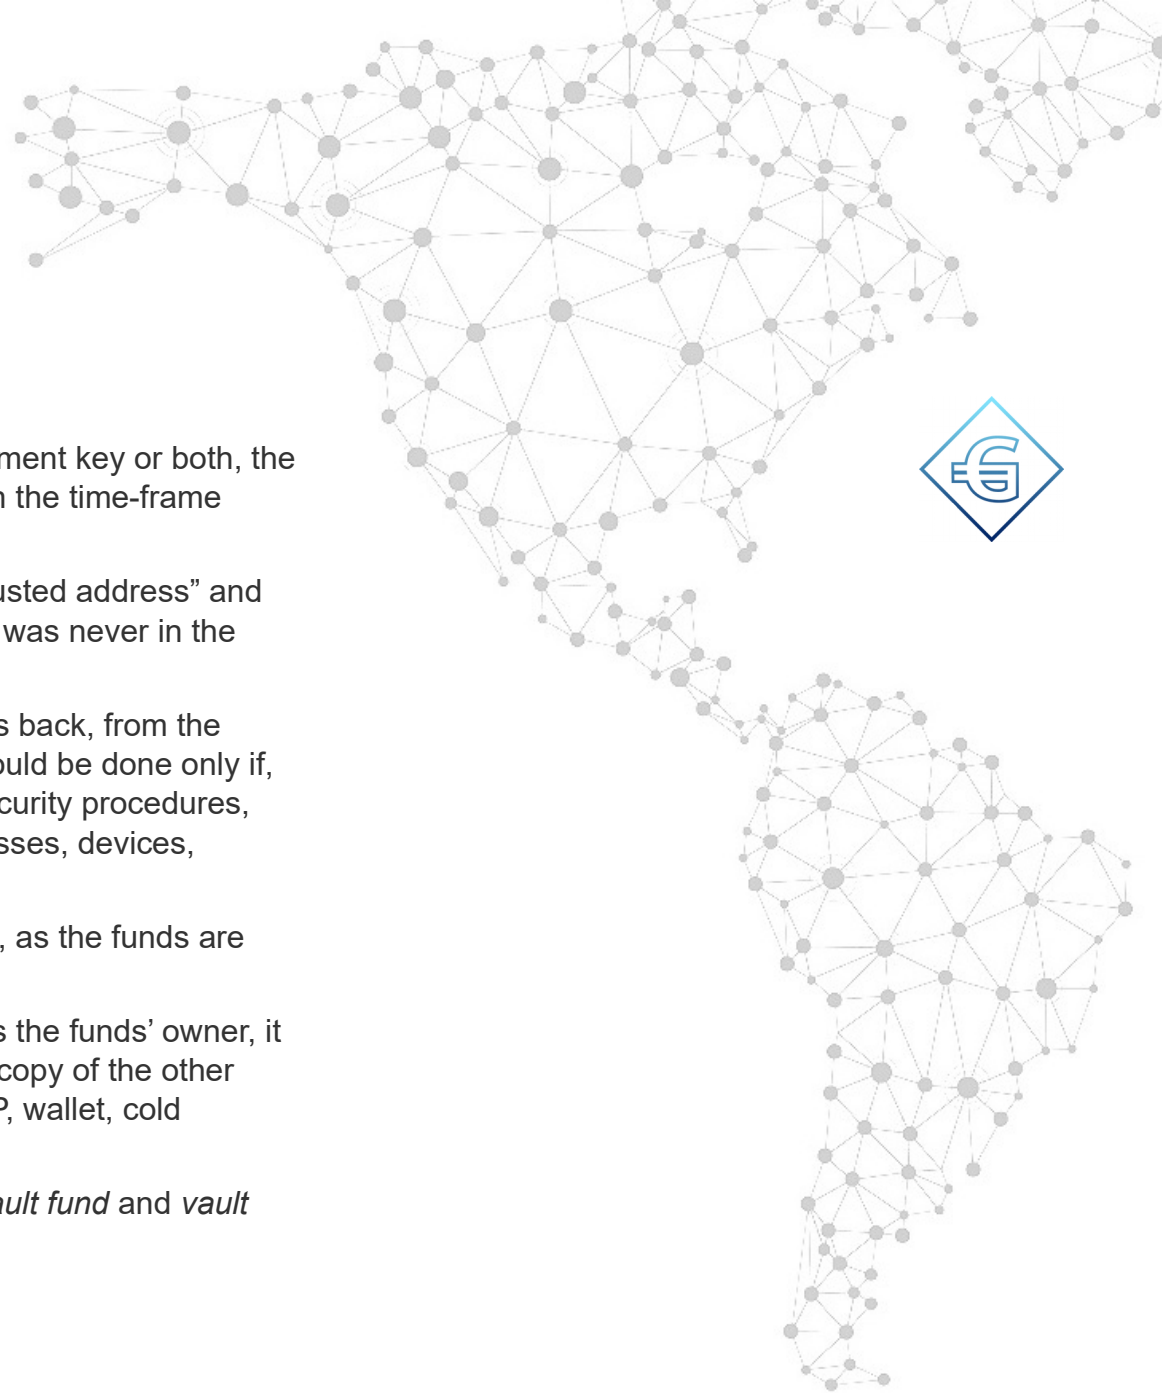 ment key or both, the
the time-frame
usted address” and
was never in the
s back, from the
ould be done only if,
curity procedures,
sses, devices,
, as the funds are
s the funds’ owner, it
copy of the other
P, wallet, cold
ault fund and vault